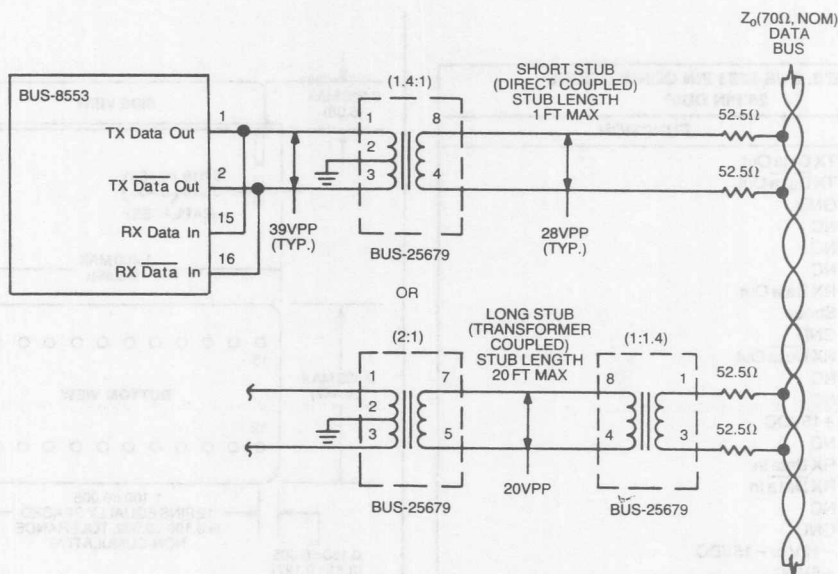 Z₀(70Ω, NOM)
DATA
BUS
BUS-8553
TX Data Out
1
TX D̅a̅t̅a̅ Out
2
RX Data In
15
RX D̅a̅t̅a̅ In
16
39VPP
(TYP.)
(1.4:1)
1
2
3
8
4
BUS-25679
SHORT STUB
(DIRECT COUPLED)
STUB LENGTH
1 FT MAX
28VPP
(TYP.)
52.5Ω
52.5Ω
OR
(2:1)
1
2
3
7
5
BUS-25679
LONG STUB
(TRANSFORMER
COUPLED)
STUB LENGTH
20 FT MAX
20VPP
(1:1.4)
8
4
1
3
BUS-25679
52.5Ω
52.5Ω